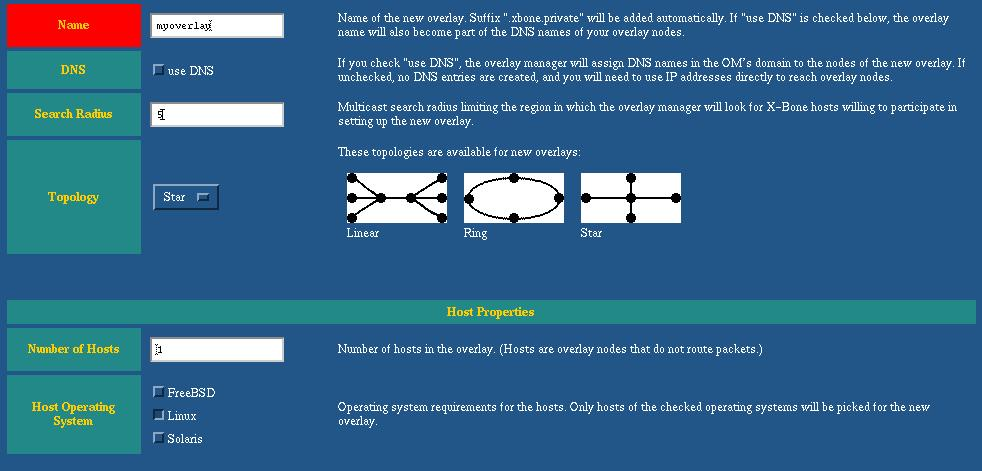 Name
myoverlay
Name of the new overlay. Suffix ".xbone.private" will be added automatically. If "use DNS" is checked below, the overlay
name will also become part of the DNS names of your overlay nodes.
DNS
use DNS
If you check "use DNS", the overlay manager will assign DNS names in the OM's domain to the nodes of the new overlay. If
unchecked, no DNS entries are created, and you will need to use IP addresses directly to reach overlay nodes.
Search Radius
5
Multicast search radius limiting the region in which the overlay manager will look for X-Bone hosts willing to participate in
setting up the new overlay.
Topology
Star
These topologies are available for new overlays:
Linear
Ring
Star
Host Properties
Number of Hosts
1
Number of hosts in the overlay. (Hosts are overlay nodes that do not route packets.)
Host Operating
System
FreeBSD
Linux
Solaris
Operating system requirements for the hosts. Only hosts of the checked operating systems will be picked for the new
overlay.